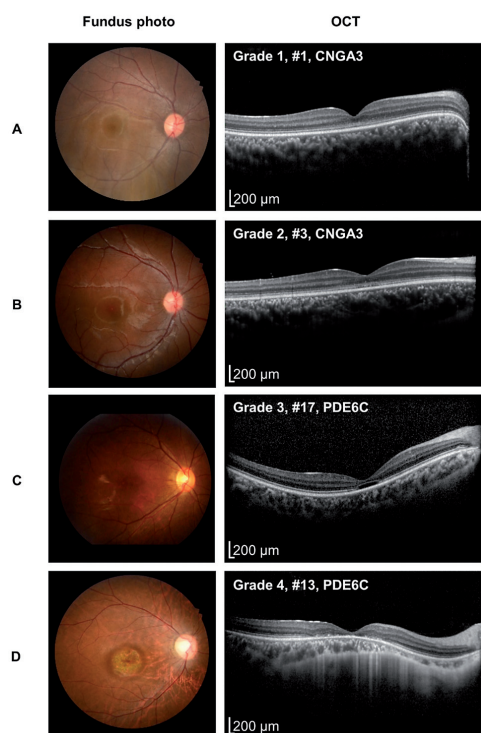 Fundus photo OCT
A
Grade 1, #1, CNGA3
200 µm
B
Grade 2, #3, CNGA3
200 µm
C
Grade 3, #17, PDE6C
200 µm
D
Grade 4, #13, PDE6C
200 µm